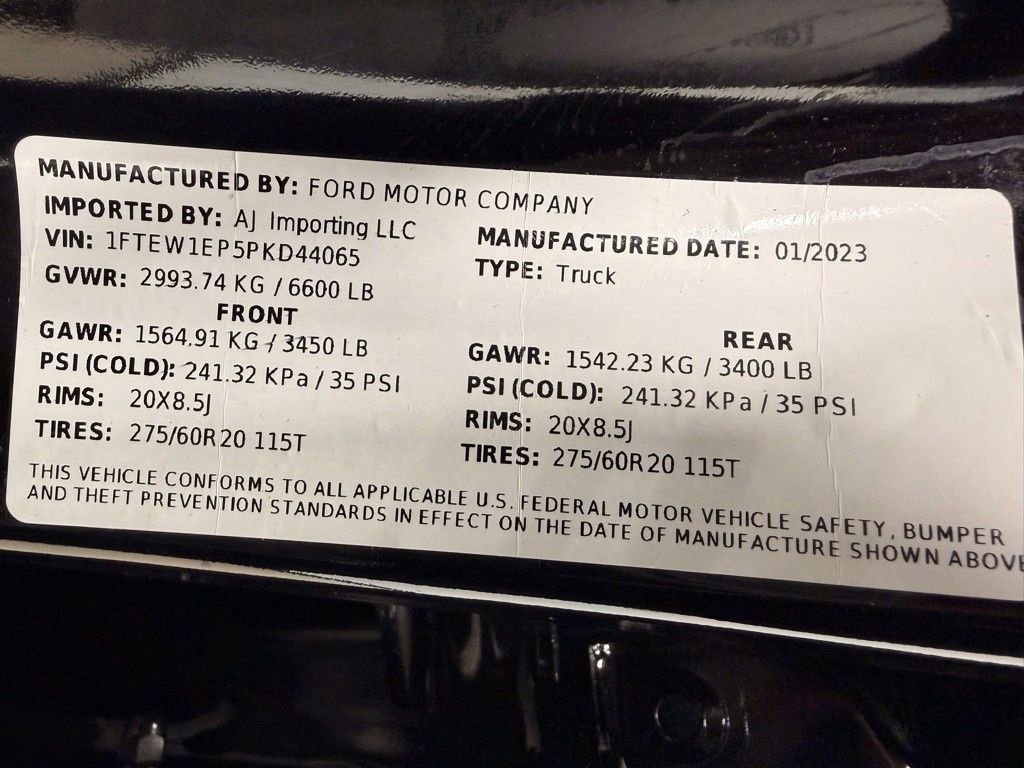 MANUFACTURED BY: FORD MOTOR COMPANY
IMPORTED BY: AJ Importing LLC
VIN: 1FTEW1EP5PKD44065
MANUFACTURED DATE: 01/2023
GVWR: 2993.74 KG / 6600 LB
TYPE: Truck
FRONT
GAWR: 1564.91 KG / 3450 LB
PSI (COLD): 241.32 KPa / 35 PSI
RIMS: 20X8.5J
TIRES: 275/60R20 115T
REAR
GAWR: 1542.23 KG / 3400 LB
PSI (COLD): 241.32 KPa / 35 PSI
RIMS: 20X8.5J
TIRES: 275/60R20 115T
THIS VEHICLE CONFORMS TO ALL APPLICABLE U.S. FEDERAL MOTOR VEHICLE SAFETY, BUMPER
AND THEFT PREVENTION STANDARDS IN EFFECT ON THE DATE OF MANUFACTURE SHOWN ABOVE